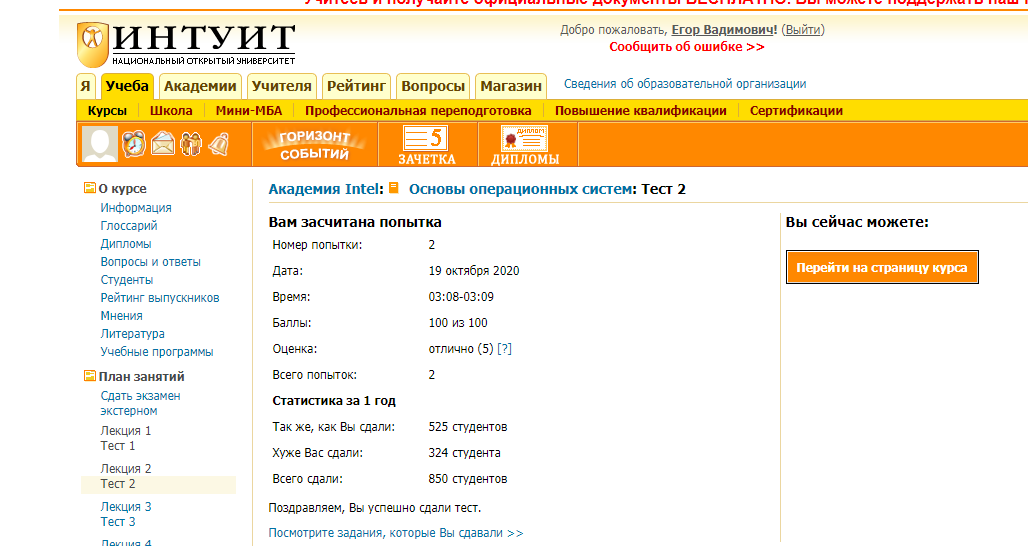 Учитесь и получайте официальные документы БЕСПЛАТНО! Вы можете поддержать наш
ИНТУИТ
НАЦИОНАЛЬНЫЙ ОТКРЫТЫЙ УНИВЕРСИТЕТ
Добро пожаловать, Егор Вадимович! (Выйти)
Сообщить об ошибке >>
Я Учеба Академии Учителя Рейтинг Вопросы Магазин Сведения об образовательной организации
Курсы Школа Мини-МБА Профессиональная переподготовка Повышение квалификации Сертификации
ГОРИЗОНТ
СОБЫТИЙ
5
ЗАЧЕТКА
ДИПЛОМ
ДИПЛОМЫ
О курсе
Информация
Глоссарий
Дипломы
Вопросы и ответы
Студенты
Рейтинг выпускников
Мнения
Литература
Учебные программы
План занятий
Сдать экзамен
экстерном
Лекция 1
Тест 1
Лекция 2
Тест 2
Лекция 3
Тест 3
Лекция 4
Академия Intel: Основы операционных систем: Тест 2
Вам засчитана попытка
Номер попытки: 2
Дата: 19 октября 2020
Время: 03:08-03:09
Баллы: 100 из 100
Оценка: отлично (5) [?]
Всего попыток: 2
Статистика за 1 год
Так же, как Вы сдали: 525 студентов
Хуже Вас сдали: 324 студента
Всего сдали: 850 студентов
Поздравляем, Вы успешно сдали тест.
Посмотрите задания, которые Вы сдавали >>
Вы сейчас можете:
Перейти на страницу курса